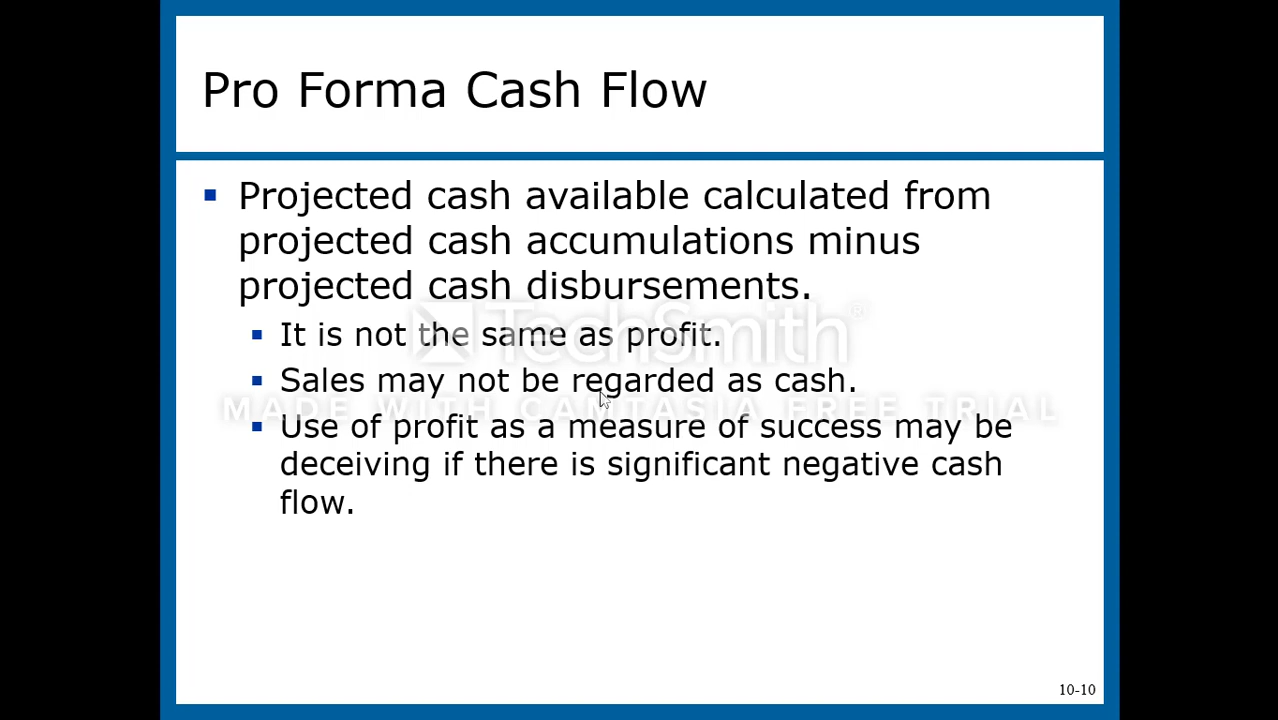 Pro Forma Cash Flow
▪ Projected cash available calculated from
projected cash accumulations minus
projected cash disbursements.
▪ It is not the same as profit.
TechSmith®
▪ Sales may not be regarded as cash.
MADE WITH CAMTASIA FREE TRIAL
▪ Use of profit as a measure of success may be
deceiving if there is significant negative cash
flow.
10-10